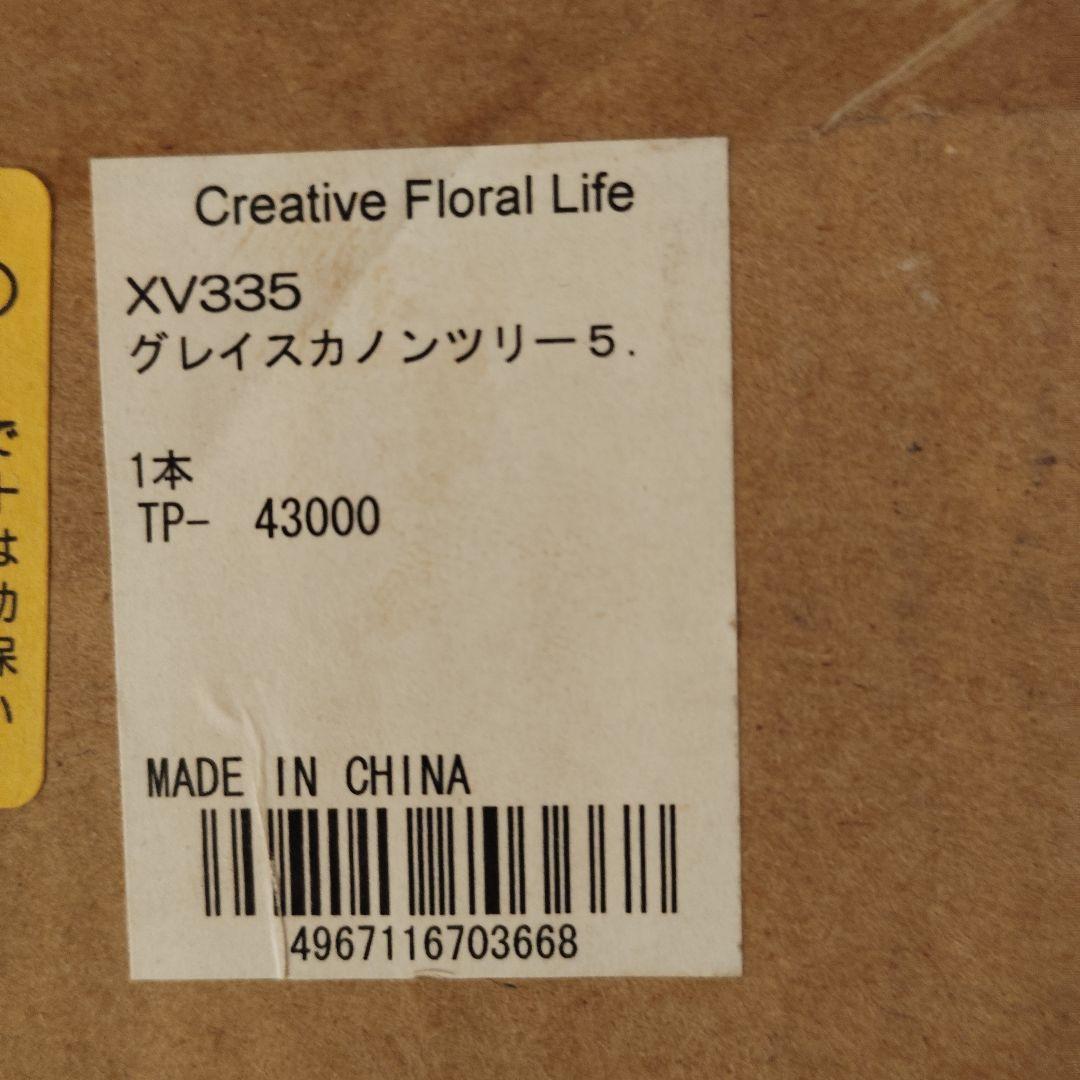 Creative Floral Life
XV335
グレイスカノンツリー5.
1本
TP- 43000
MADE IN CHINA
4967116703668